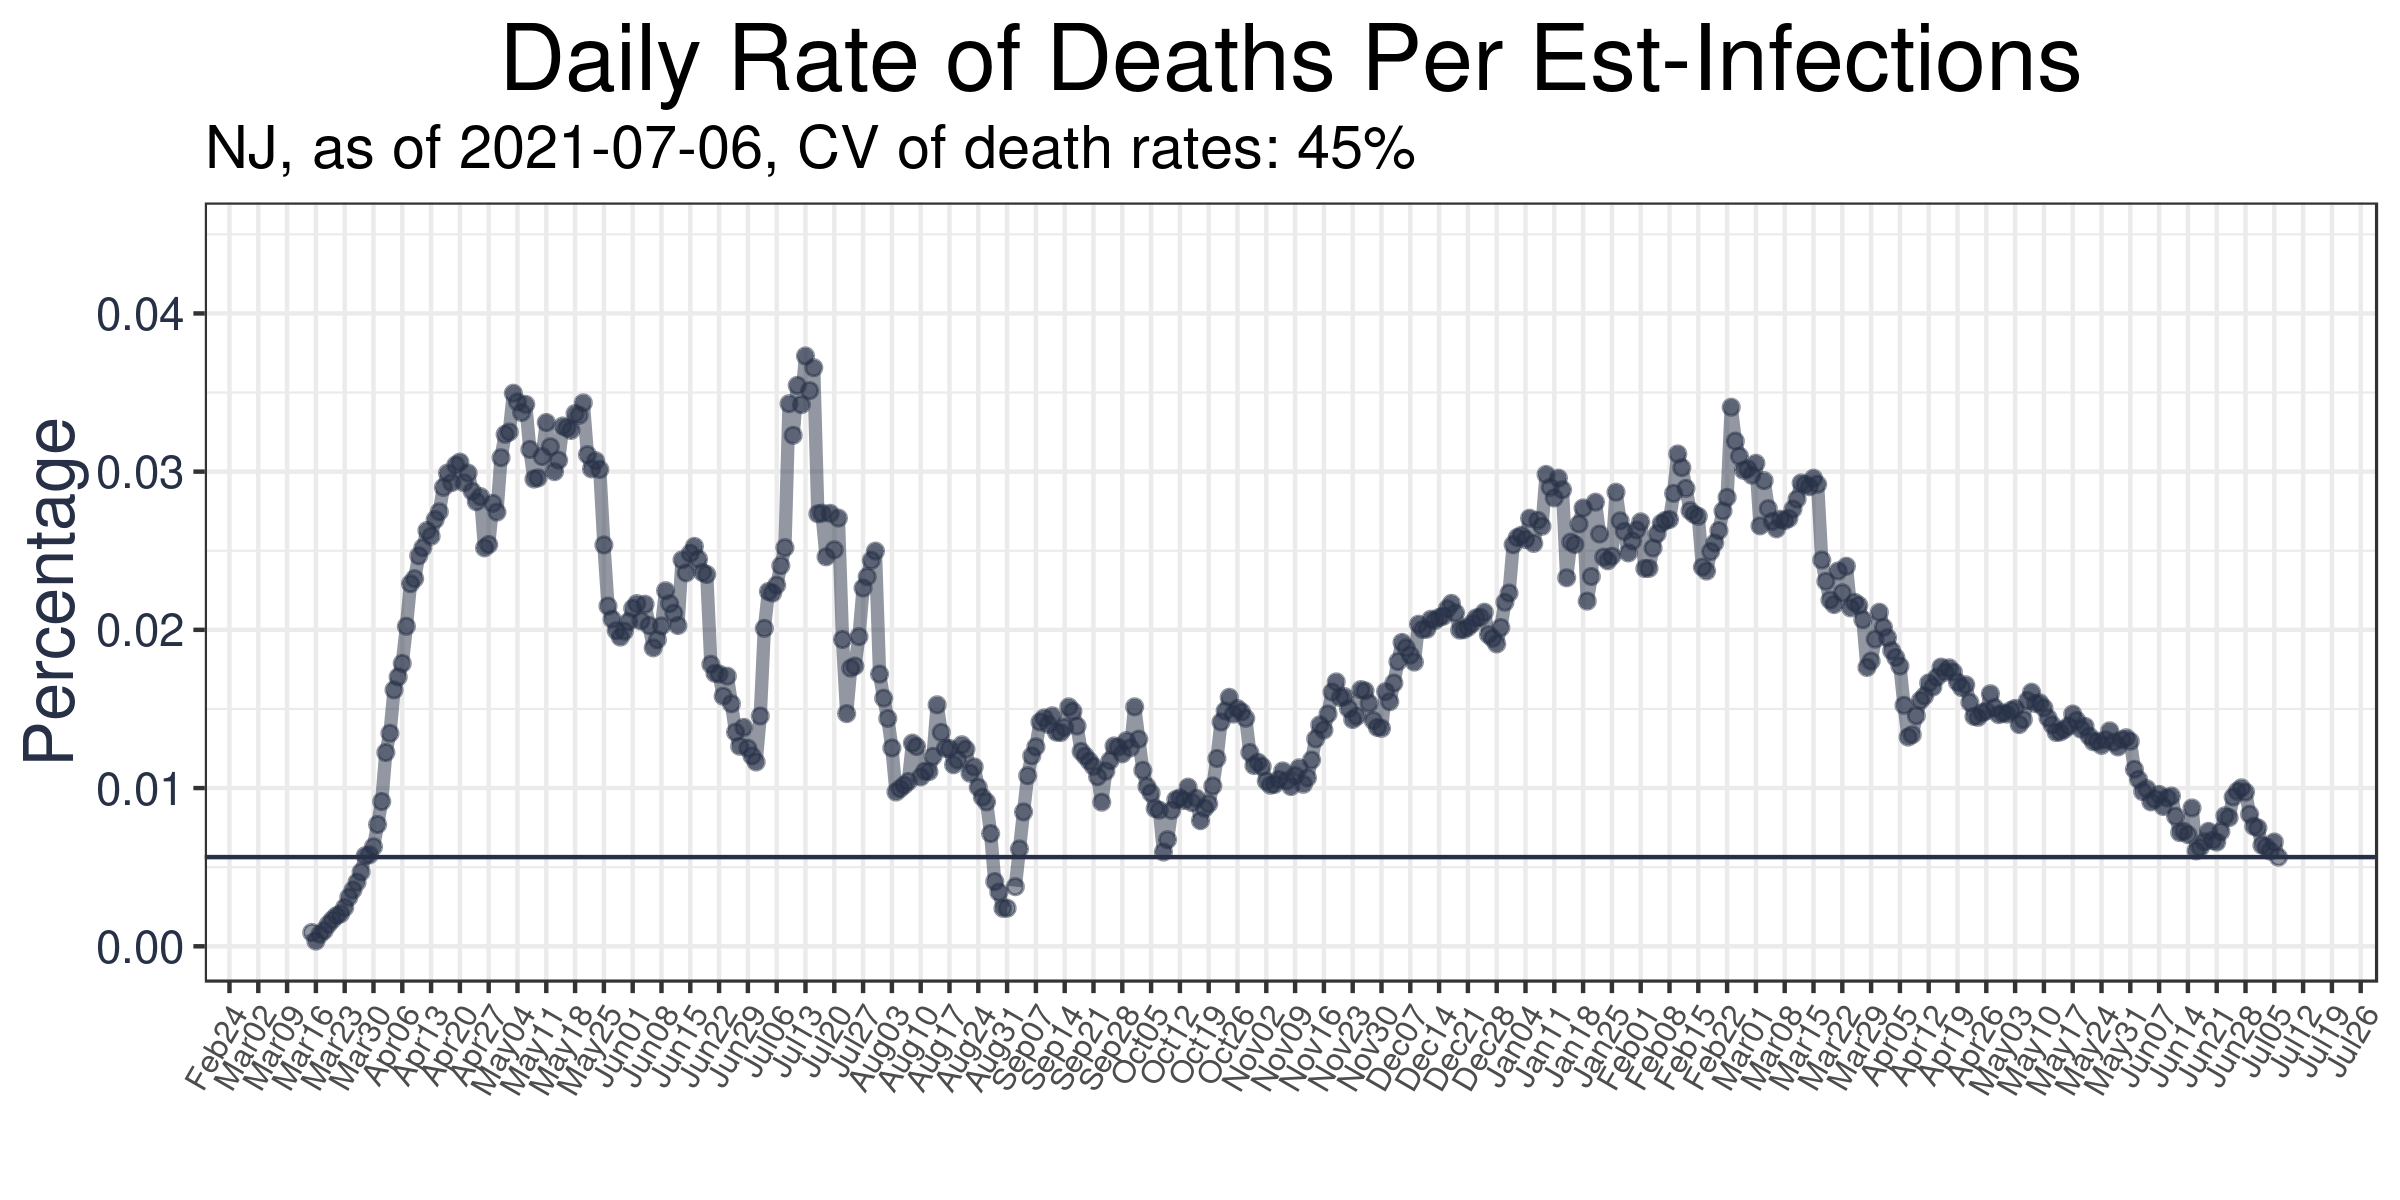 Daily Rate of Deaths Per Est-Infections
NJ, as of 2021-07-06, CV of death rates: 45%
Percentage
0.04
0.03
0.02
0.01
0.00
Feb24
Mar02
Mar09
Mar16
Mar23
Mar30
Apr06
Apr13
Apr20
Apr27
May04
May11
May18
May25
Jun01
Jun08
Jun15
Jun22
Jun29
Jul06
Jul13
Jul20
Jul27
Aug03
Aug10
Aug17
Aug24
Aug31
Sep07
Sep14
Sep21
Sep28
Oct05
Oct12
Oct19
Oct26
Nov02
Nov09
Nov16
Nov23
Nov30
Dec07
Dec14
Dec21
Dec28
Jan04
Jan11
Jan18
Jan25
Feb01
Feb08
Feb15
Feb22
Mar01
Mar08
Mar15
Mar22
Mar29
Apr05
Apr12
Apr19
Apr26
May03
May10
May17
May24
May31
Jun07
Jun14
Jun21
Jun28
Jul05
Jul12
Jul19
Jul26